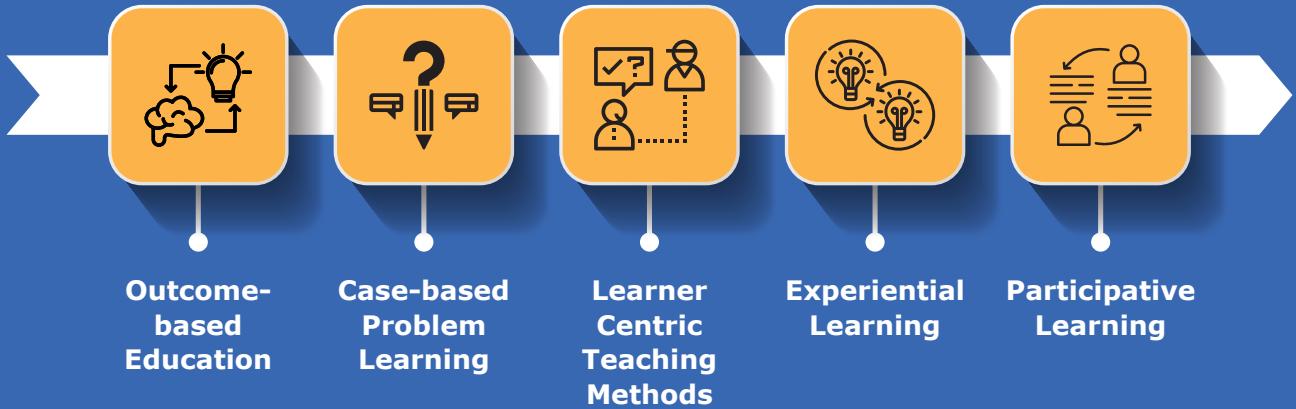 Outcome-
based
Education
Case-based
Problem
Learning
Learner
Centric
Teaching
Methods
Experiential
Learning
Participative
Learning